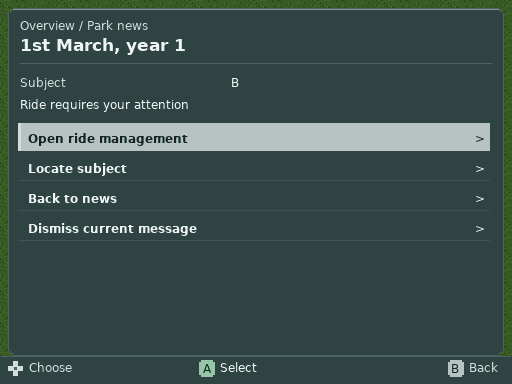 Overview / Park news
1st March, year 1
Subject B
Ride requires your attention
Open ride management >
Locate subject >
Back to news >
Dismiss current message >
Choose A Select B Back